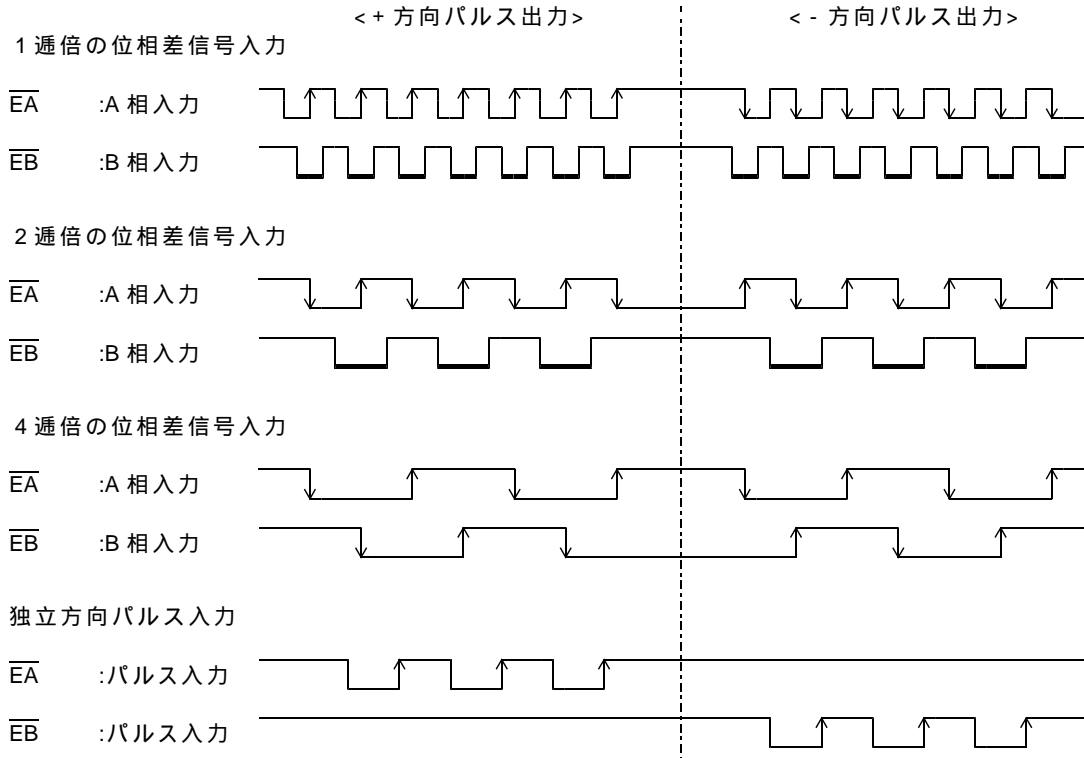 <+方向パルス出力> <-方向パルス出力>
1逓倍の位相差信号入力
EA :A相入力
EB :B相入力
2逓倍の位相差信号入力
EA :A相入力
EB :B相入力
4逓倍の位相差信号入力
EA :A相入力
EB :B相入力
独立方向パルス入力
EA :パルス入力
EB :パルス入力